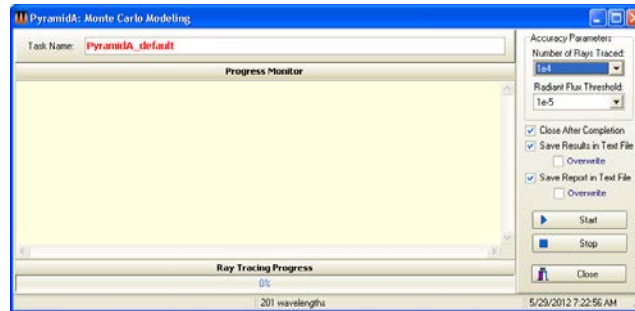 PyramidA: Monte Carlo Modeling
Task Name: PyramidA_default
Progress Monitor
Ray Tracing Progress
0%
Accuracy Parameters
Number of Rays Traced:
1e4
Radiant Flux Threshold:
1e-5
Close After Completion
Save Results in Text File
Overwrite
Save Report in Text File
Overwrite
Start
Stop
Close
201 wavelengths
5/29/2012 7:22:56 AM